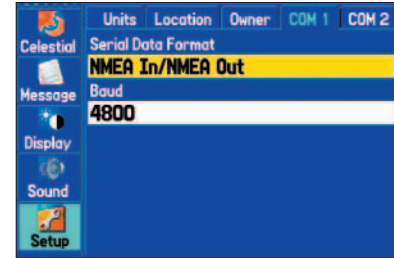 Units Location Owner COM 1 COM 2
Celestial
Serial Data Format
NMEA In/NMEA Out
Message
Baud
4800
Display
Sound
Setup